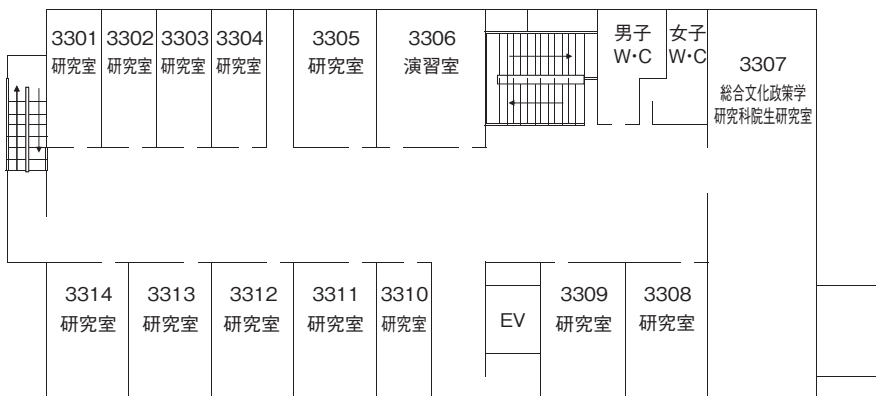 3301
研究室
3302
研究室
3303
研究室
3304
研究室
3305
研究室
3306
演習室
男子
W・C
女子
W・C
3307
総合文化政策学
研究科院生研究室
3314
研究室
3313
研究室
3312
研究室
3311
研究室
3310
研究室
EV
3309
研究室
3308
研究室